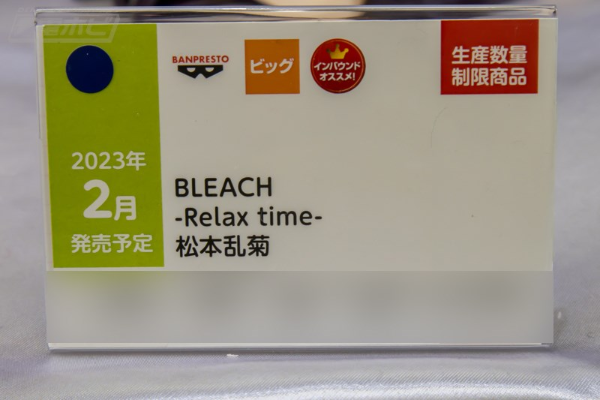 BANPRESTO
ビッグ
インバウンド
オススメ!
生産数量
制限商品
2023年
2月
発売予定
BLEACH
-Relax time-
松本乱菊